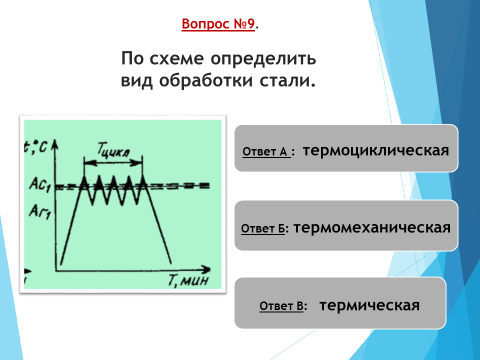 Вопрос №9.
По схеме определить
вид обработки стали.
t,°C
Tцикл
Ac₁
Ar₁
T, мин
Ответ А : термоциклическая
Ответ Б: термомеханическая
Ответ В: термическая